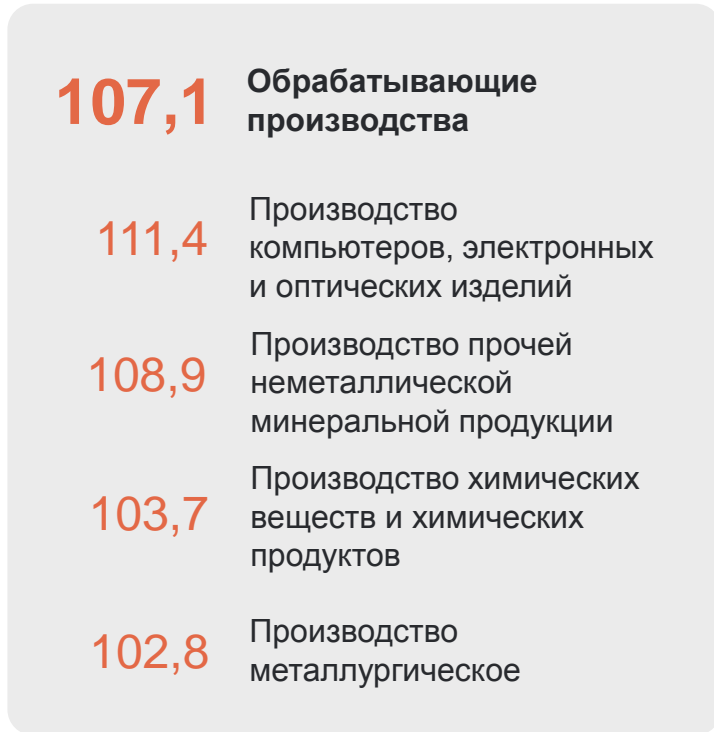 107,1 Обрабатывающие
производства
111,4 Производство
компьютеров, электронных
и оптических изделий
108,9 Производство прочей
неметаллической
минеральной продукции
103,7 Производство химических
веществ и химических
продуктов
102,8 Производство
металлургическое